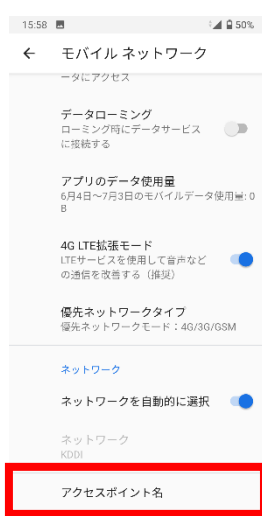 15:58 50%
← モバイル ネットワーク
ータにアクセス
データローミング
ローミング時にデータサービス
に接続する
アプリのデータ使用量
6月4日～7月3日のモバイルデータ使用量: 0
B
4G LTE拡張モード
LTEサービスを使用して音声など
の通信を改善する（推奨）
優先ネットワークタイプ
優先ネットワークモード：4G/3G/GSM
ネットワーク
ネットワークを自動的に選択
ネットワーク
KDDI
アクセスポイント名